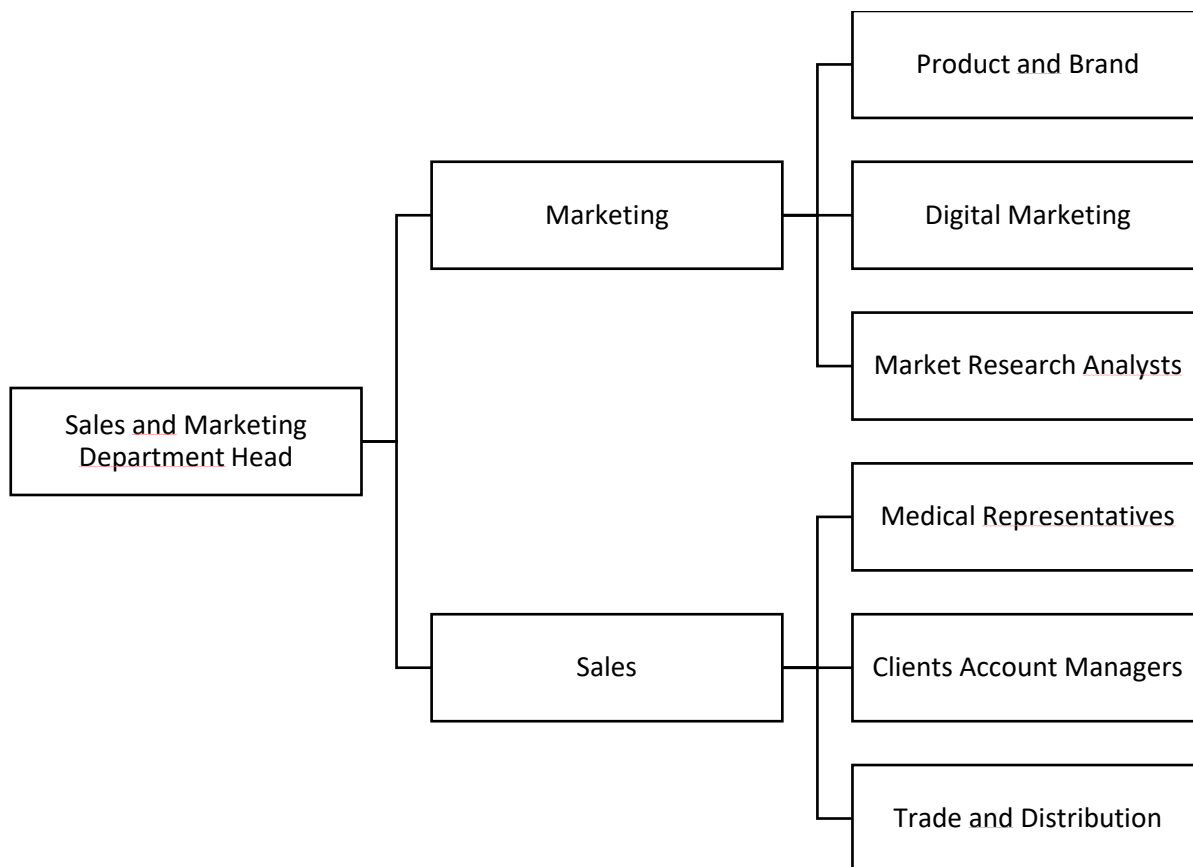 Product and Brand
Marketing
Digital Marketing
Market Research Analysts
Sales and Marketing
Department Head
Medical Representatives
Sales
Clients Account Managers
Trade and Distribution